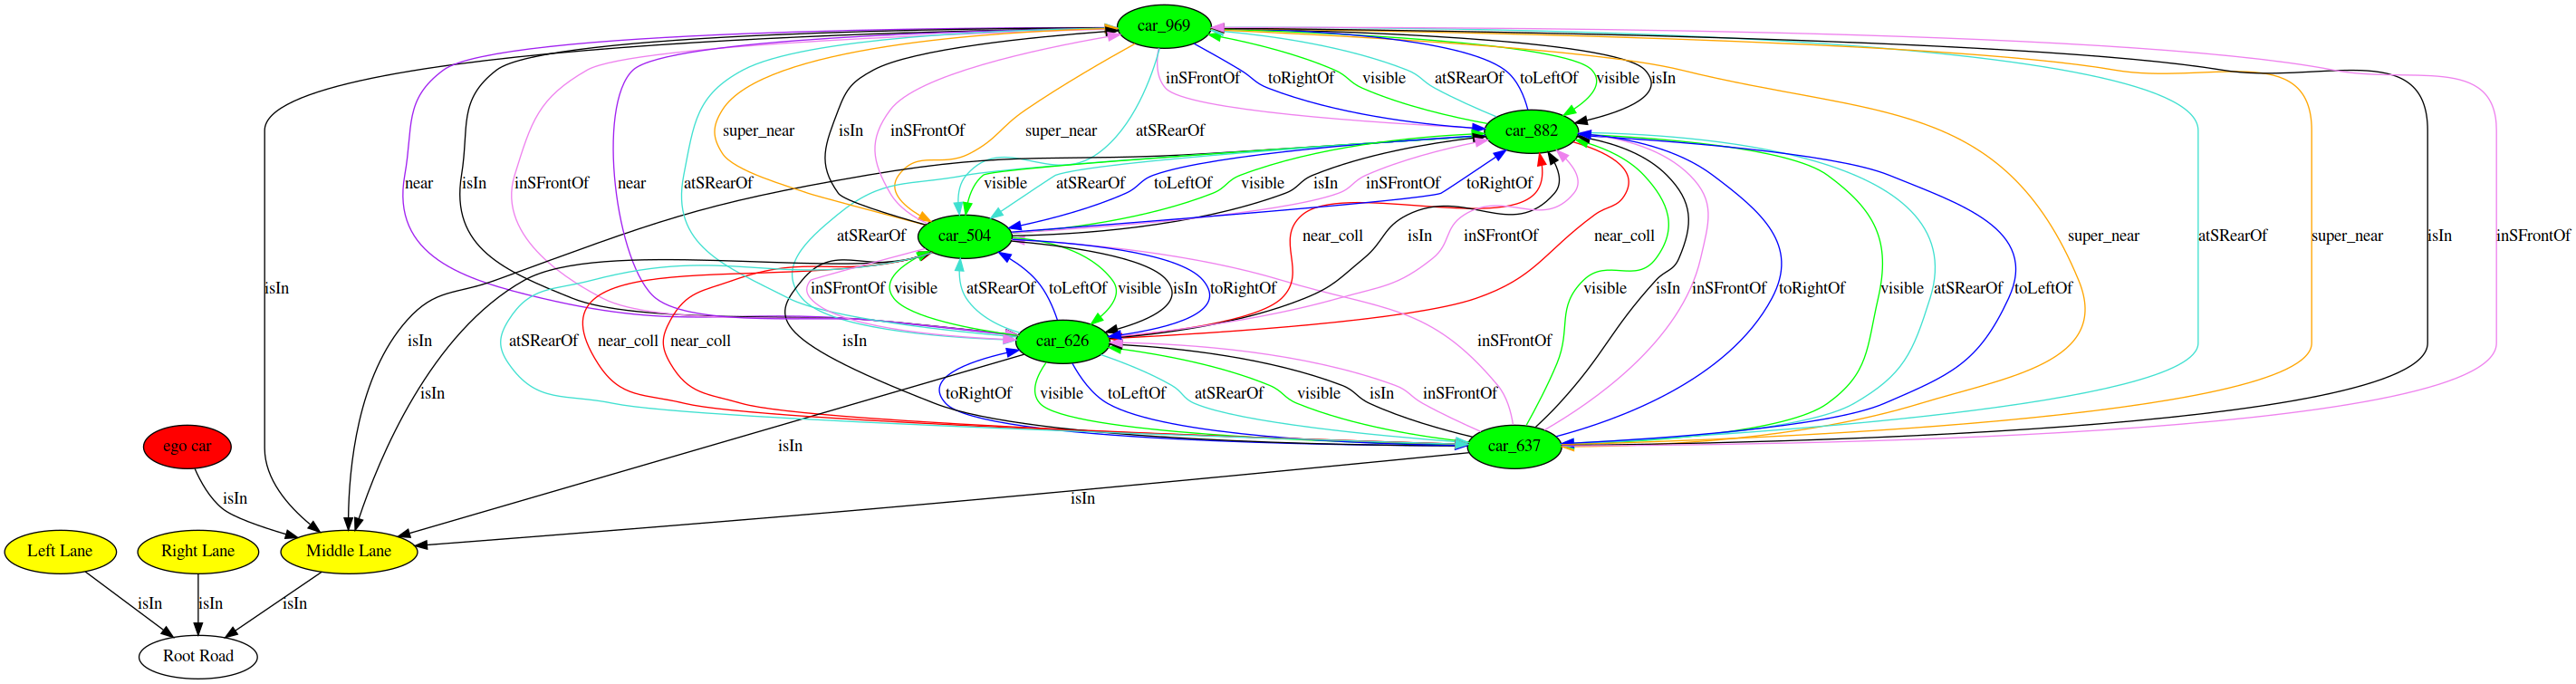 car_969
inSFrontOf toRightOf visible atSRearOf toLeftOf visible isIn
super_near isIn inSFrontOf super_near atSRearOf car_882
near isIn inSFrontOf near atSRearOf visible atSRearOf toLeftOf visible isIn inSFrontOf toRightOf
atSRearOf car_504 near_coll isIn inSFrontOf near_coll super_near atSRearOf super_near isIn inSFrontOf
isIn inSFrontOf visible atSRearOf toLeftOf visible isIn toRightOf visible isIn inSFrontOf toRightOf visible atSRearOf toLeftOf
isIn atSRearOf near_coll near_coll isIn car_626 inSFrontOf
isIn toRightOf visible toLeftOf atSRearOf visible isIn inSFrontOf
ego car isIn car_637
isIn isIn
Left Lane Right Lane Middle Lane
isIn isIn isIn
Root Road